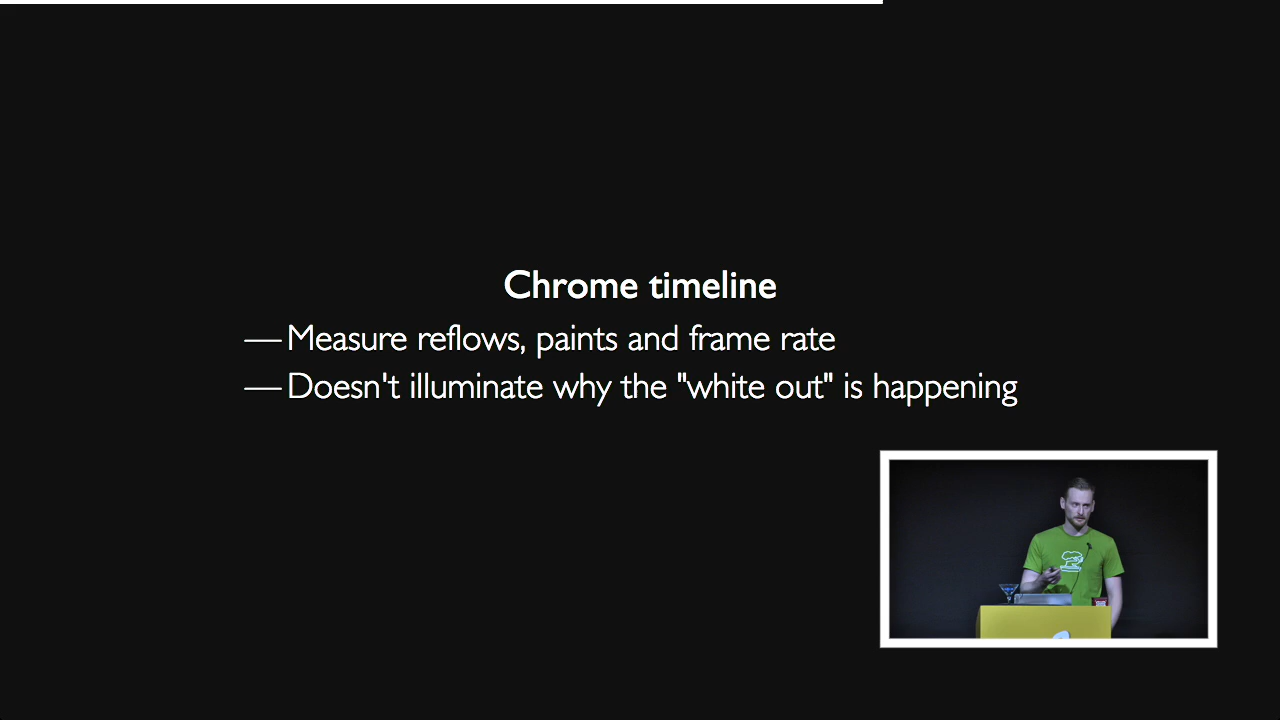 Chrome timeline
— Measure reflows, paints and frame rate
— Doesn't illuminate why the "white out" is happening